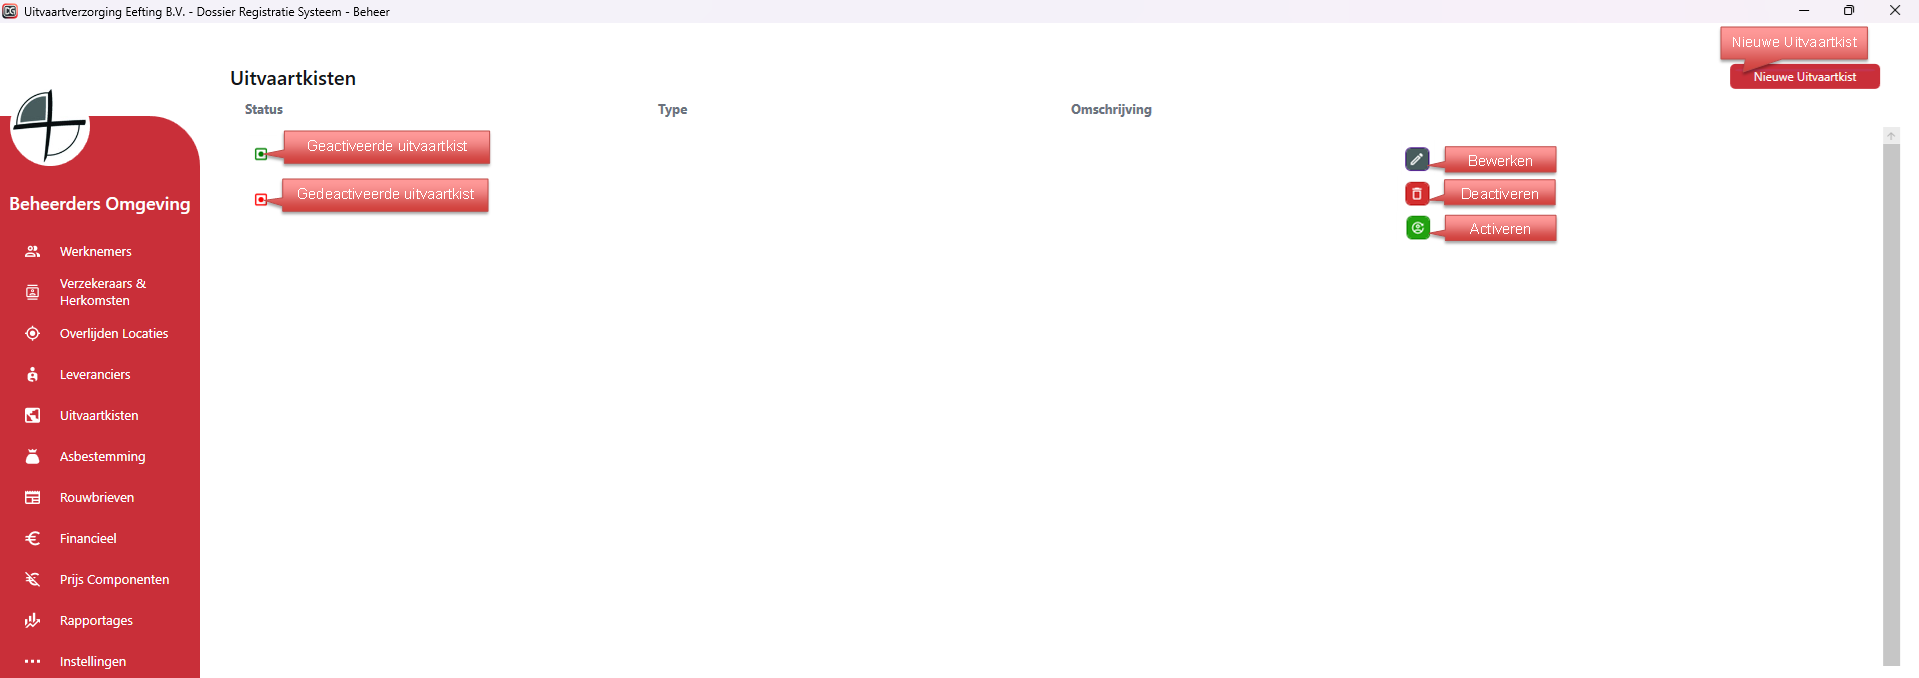 Uitvaartverzorging Eefting B.V. - Dossier Registratie Systeem - Beheer
Nieuwe Uitvaartkist
Uitvaartkisten
Nieuwe Uitvaartkist
Status Type Omschrijving
Geactiveerde uitvaartkist
Bewerken
Gedeactiveerde uitvaartkist
Deactiveren
Activeren
Beheerders Omgeving
Werknemers
Verzekeraars &
Herkomsten
Overlijden Locaties
Leveranciers
Uitvaartkisten
Asbestemming
Rouwbrieven
Financieel
Prijs Componenten
Rapportages
Instellingen